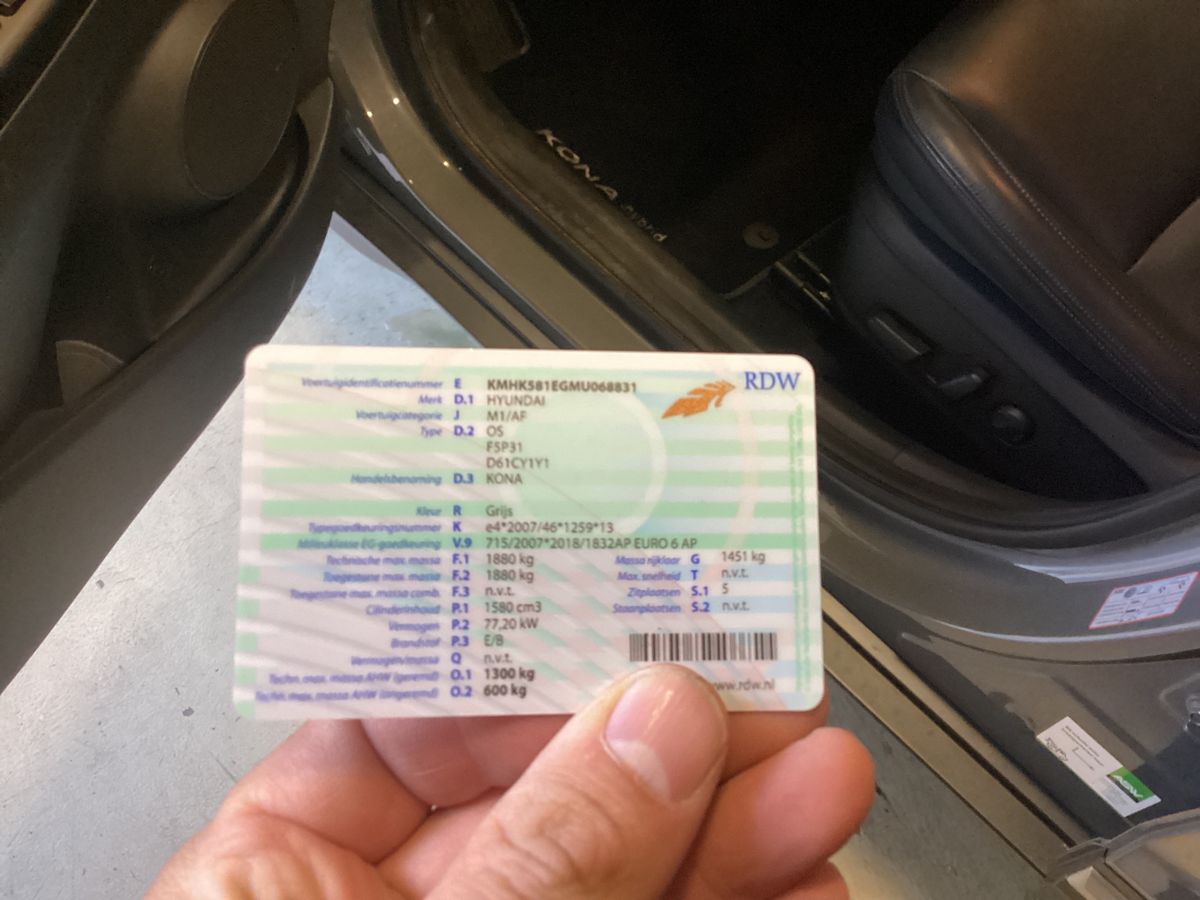 KONA
hybrid
RDW
Voertuigidentificatienummer E KMHK581EGMU068831
Merk D.1 HYUNDAI
Voertuigcategorie J M1/AF
Type D.2 OS
F5P31
D61CY1Y1
Handelsbenaming D.3 KONA
Kleur R Grijs
Typegoedkeuringsnummer K e4*2007/46*1259*13
Milieuklasse EG-goedkeuring V.9 715/2007*2018/1832AP EURO 6 AP
Technische max. massa F.1 1880 kg Massa rijklaar G 1451 kg
Toegestane max. massa F.2 1880 kg Max. snelheid T n.v.t.
Toegestane max. massa comb. F.3 n.v.t. Zitplaatsen S.1 5
Cilinderinhoud P.1 1580 cm3 Staanplaatsen S.2 n.v.t.
Vermogen P.2 77,20 kW
Brandstof P.3 E/B
Vermogen/massa Q n.v.t.
Techn. max. massa AHW (geremd) O.1 1300 kg
Techn. max. massa AHW (ongeremd) O.2 600 kg
www.rdw.nl